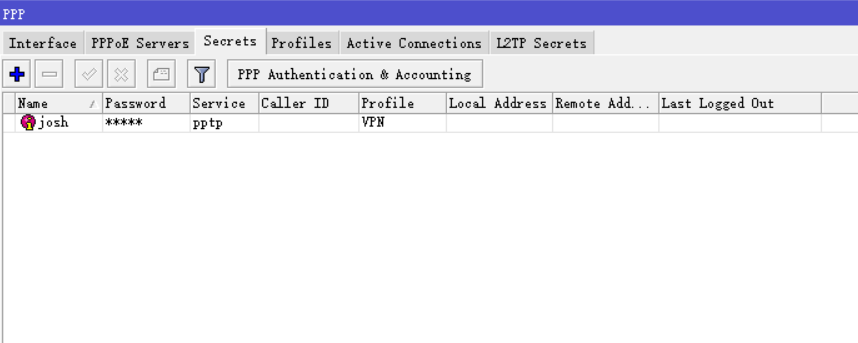 PPP
Interface PPPoE Servers Secrets Profiles Active Connections L2TP Secrets
PPP Authentication & Accounting
Name Password Service Caller ID Profile Local Address Remote Add... Last Logged Out
josh ***** pptp VPN